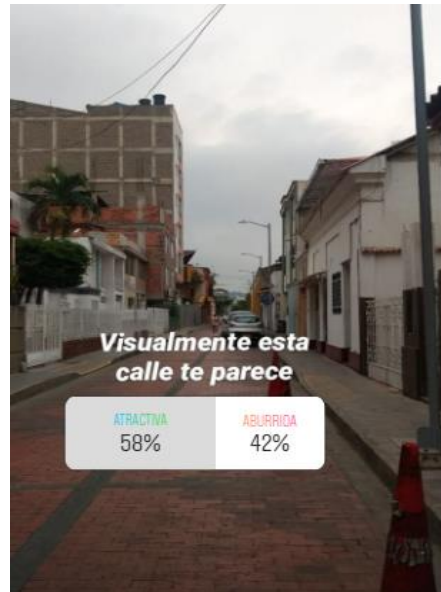 Visualmente esta
calle te parece
ATRACTIVA
ABURRIDA
58%
42%